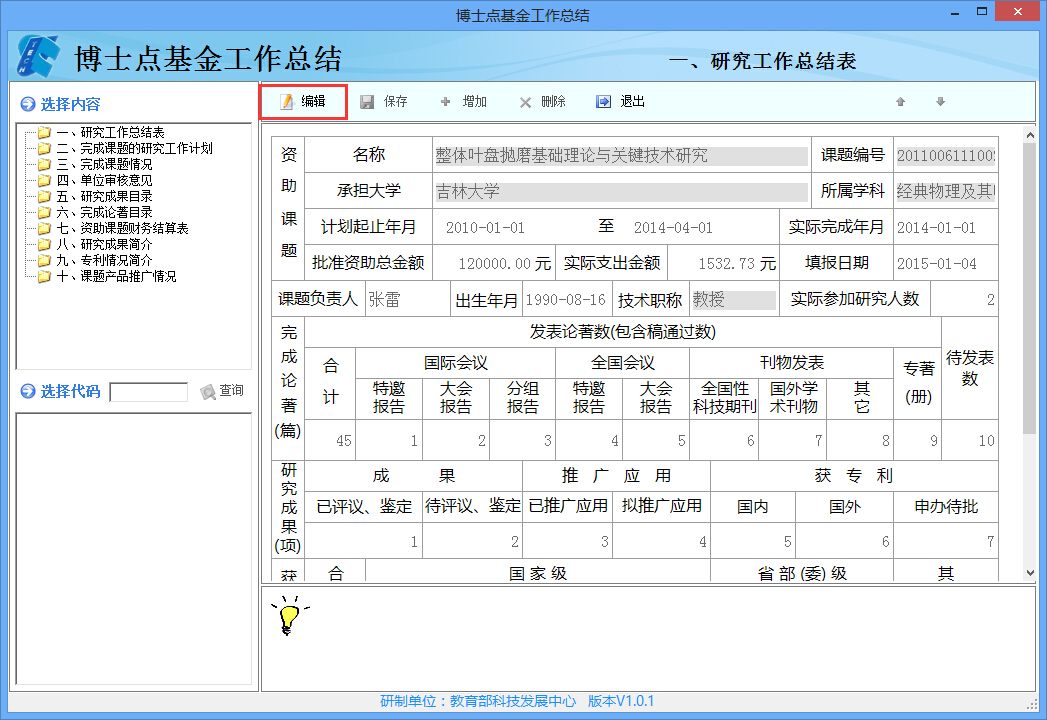 博士点基金工作总结
博士点基金工作总结
一、研究工作总结表
选择内容
一、研究工作总结表
二、完成课题的研究工作计划
三、完成课题情况
四、单位审核意见
五、研究成果目录
六、完成论著目录
七、资助课题财务结算表
八、研究成果简介
九、专利情况简介
十、课题产品推广情况
选择代码
查询
编辑 保存 增加 删除 退出
资助课题
名称 整体叶盘抛磨基础理论与关键技术研究 课题编号 201100611100
承担大学 吉林大学 所属学科 经典物理及其
计划起止年月 2010-01-01 至 2014-04-01 实际完成年月 2014-01-01
批准资助总金额 120000.00 元 实际支出金额 1532.73 元 填报日期 2015-01-04
课题负责人 张雷 出生年月 1990-08-16 技术职称 教授 实际参加研究人数 2
完成论著(篇)
发表论著数(包含稿通过数)
合计 国际会议 全国会议 刊物发表 专著(册) 待发表数
特邀报告 大会报告 分组报告 特邀报告 大会报告 全国性科技期刊 国外学术刊物 其它
45 1 2 3 4 5 6 7 8 9 10
研究成果(项)
成 果 推 广 应 用 获 专 利
已评议、鉴定 待评议、鉴定 已推广应用 拟推广应用 国内 国外 申办待批
1 2 3 4 5 6 7
获 合 国 家 级 省 部 (委) 级 其
研制单位：教育部科技发展中心 版本V1.0.1